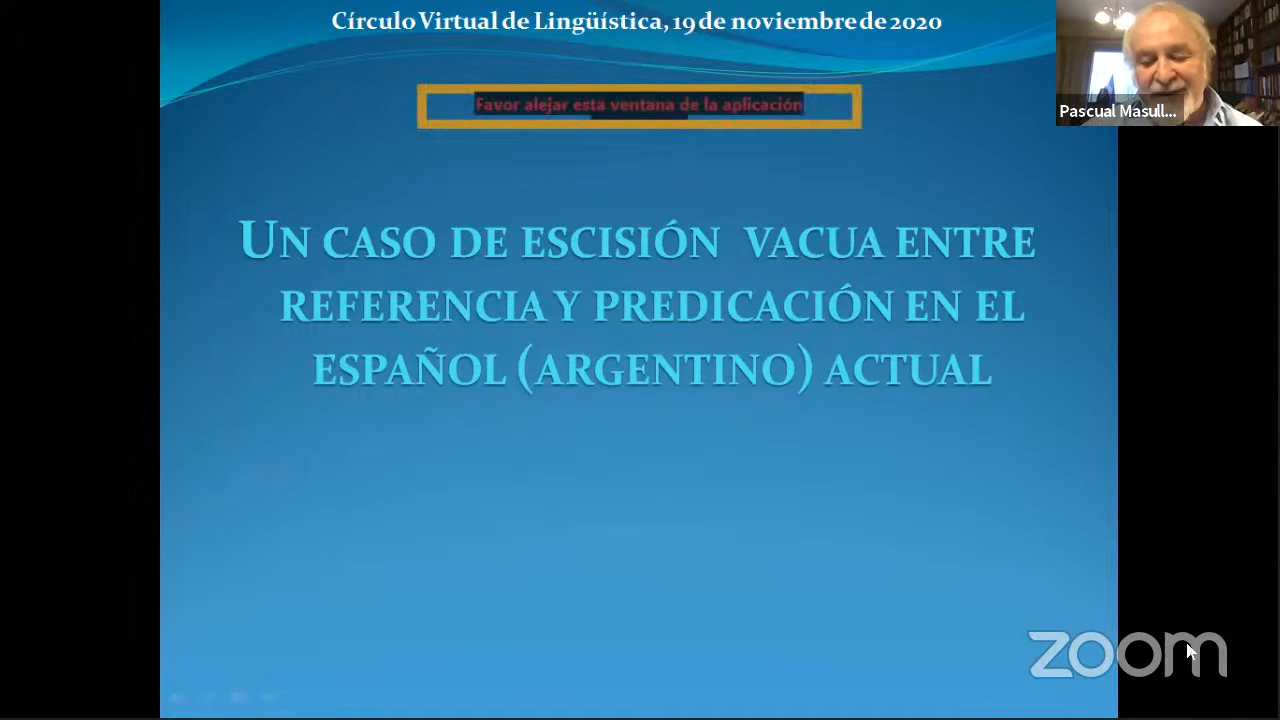 Círculo Virtual de Lingüística, 19 de noviembre de 2020
Favor alejar esta ventana de la aplicación
Pascual Masull...
UN CASO DE ESCISIÓN VACUA ENTRE
REFERENCIA Y PREDICACIÓN EN EL
ESPAÑOL (ARGENTINO) ACTUAL
zoom